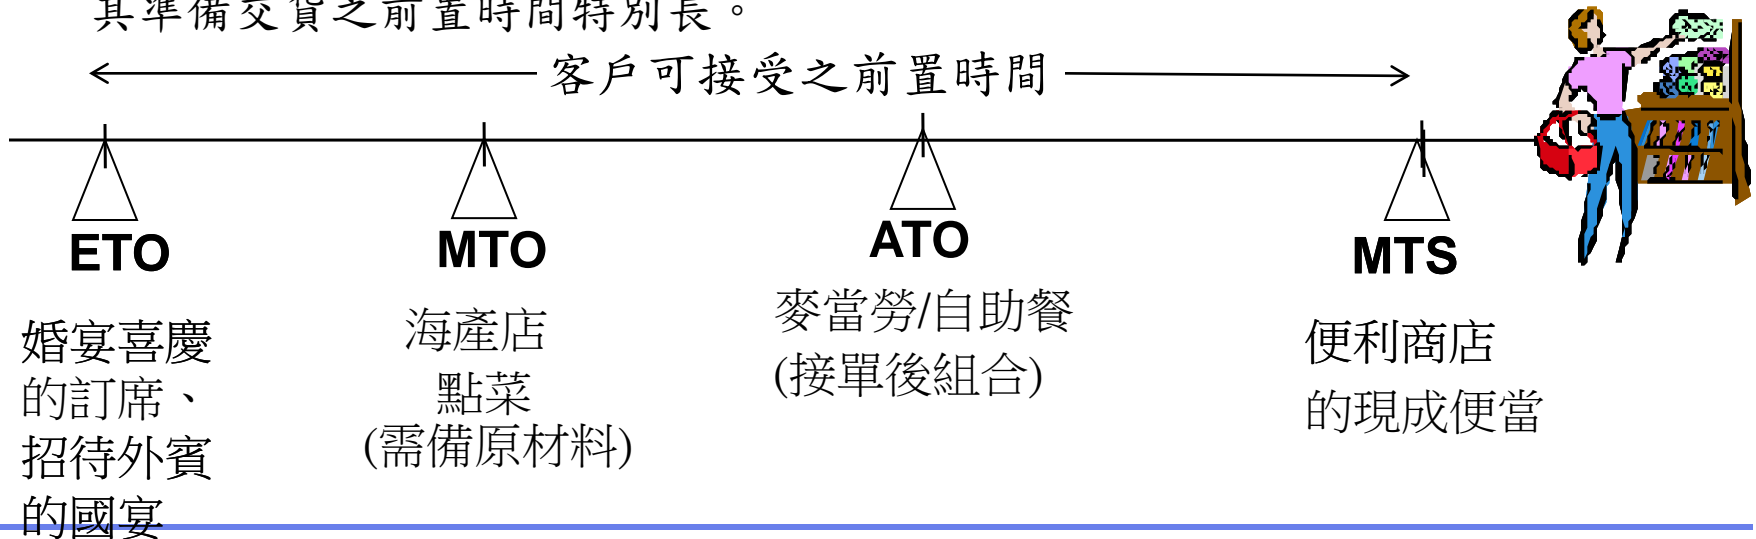 其準備交貨之前置時間特別長。
客戶可接受之前置時間
ETO
MTO
ATO
MTS
婚宴喜慶
的訂席、
招待外賓
的國宴
海產店
點菜
(需備原材料)
麥當勞/自助餐
(接單後組合)
便利商店
的現成便當